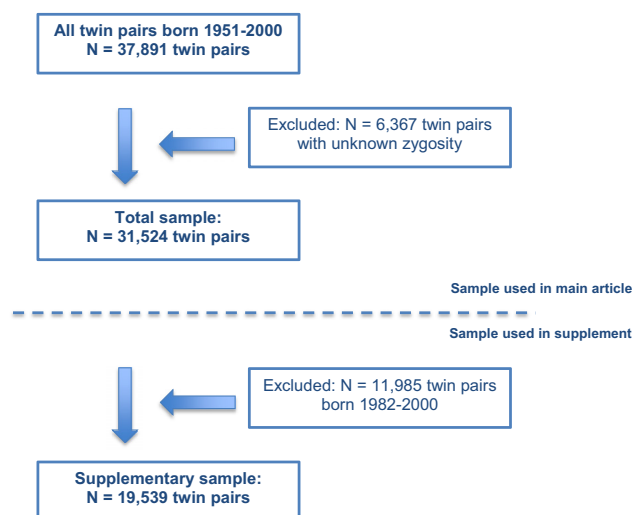 All twin pairs born 1951-2000
N = 37,891 twin pairs
Excluded: N = 6,367 twin pairs
with unknown zygosity
Total sample:
N = 31,524 twin pairs
Sample used in main article
Sample used in supplement
Excluded: N = 11,985 twin pairs
born 1982-2000
Supplementary sample:
N = 19,539 twin pairs